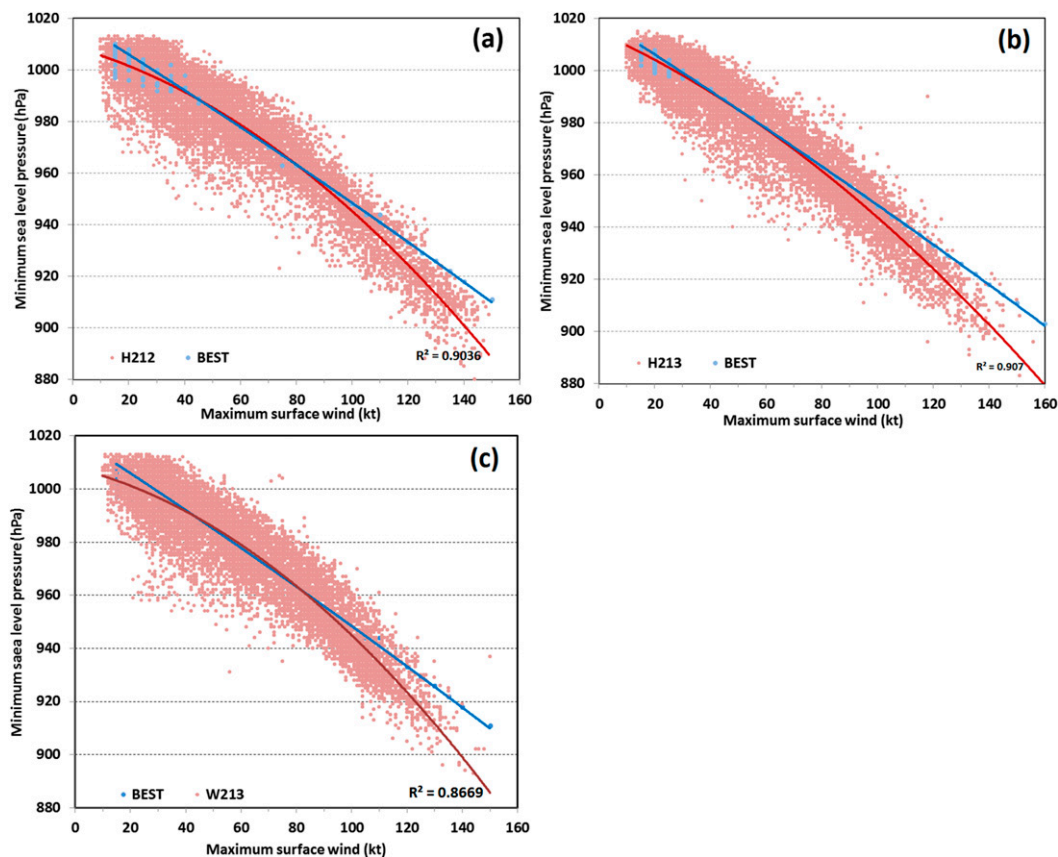 (a)
1020
1000
980
960
940
920
900
880
Minimum sea level pressure (hPa)
H212 BEST
R² = 0.9036
0 20 40 60 80 100 120 140 160
Maximum surface wind (kt)
(b)
1020
1000
980
960
940
920
900
880
Minimum sea level pressure (hPa)
H213 BEST
R² = 0.907
0 20 40 60 80 100 120 140 160
Maximum surface wind (kt)
(c)
1020
1000
980
960
940
920
900
880
Minimum saea level pressure (hPa)
BEST W213
R² = 0.8669
0 20 40 60 80 100 120 140 160
Maximum surface wind (kt)